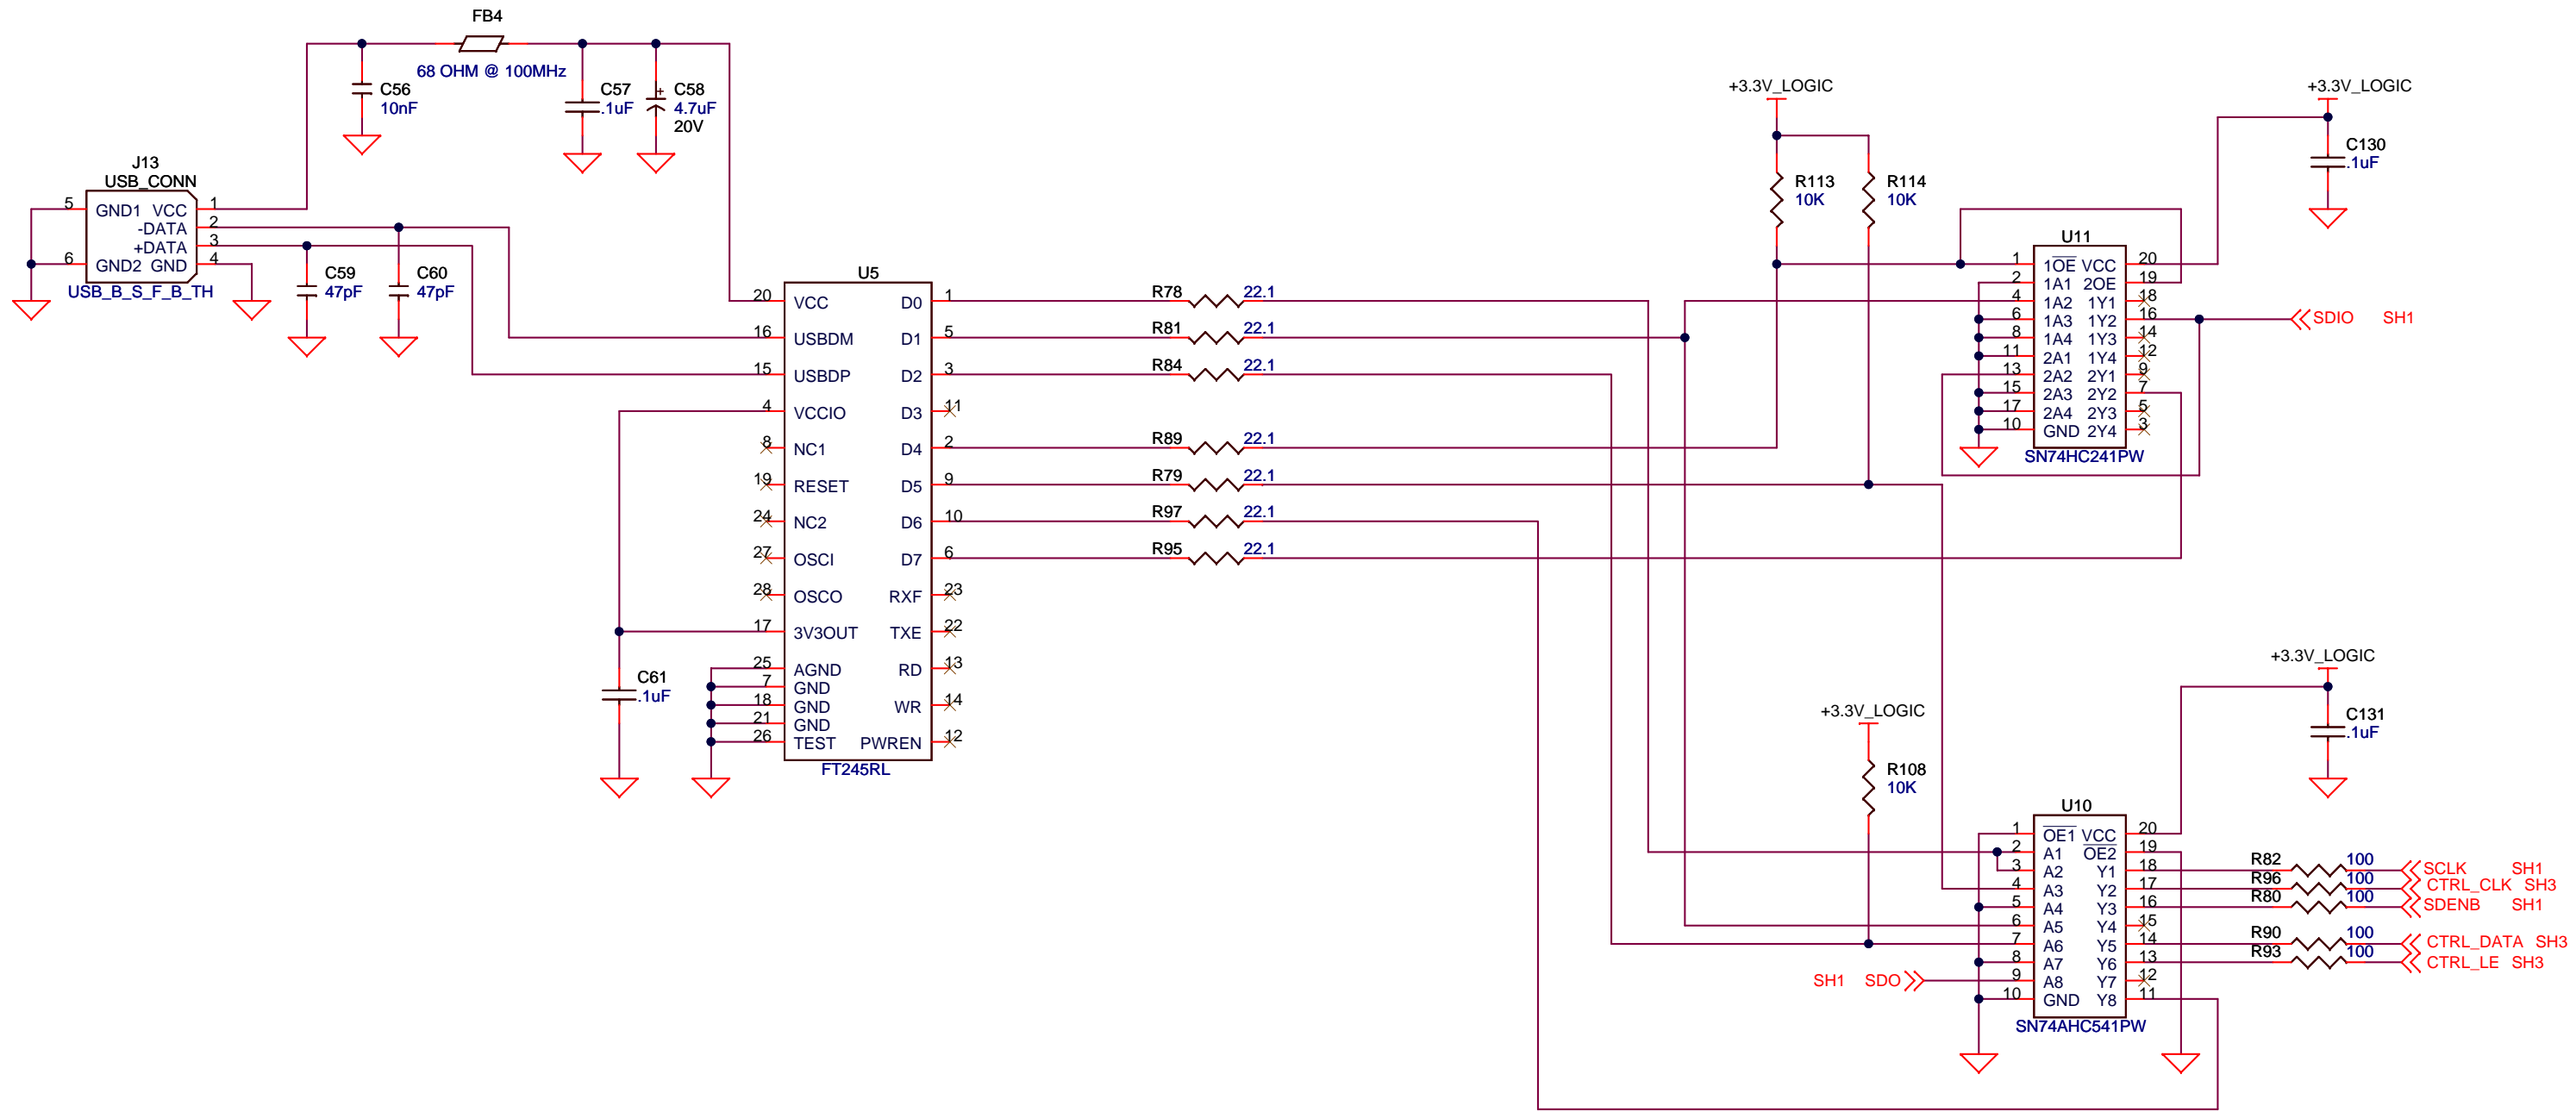 FB4
68 OHM @ 100MHz
C56
10nF
C57
.1uF
C58
4.7uF
20V
+
J13
USB_CONN
5 GND1 VCC 1
-DATA 2
+DATA 3
6 GND2 GND 4
USB_B_S_F_B_TH
C59
47pF
C60
47pF
C61
.1uF
U5
20 VCC D0 1
16 USBDM D1 5
15 USBDP D2 3
4 VCCIO D3 11
8 NC1 D4 2
19 RESET D5 9
24 NC2 D6 10
27 OSCI D7 6
28 OSCO RXF 23
17 3V3OUT TXE 22
25 AGND RD 13
7 GND
18 GND WR 14
21 GND
26 TEST PWREN 12
FT245RL
R78 22.1
R81 22.1
R84 22.1
R89 22.1
R79 22.1
R97 22.1
R95 22.1
+3.3V_LOGIC
R113
10K
R114
10K
+3.3V_LOGIC
C130
.1uF
U11
1 1OE VCC 20
2 1A1 2OE 19
4 1A2 1Y1 18
6 1A3 1Y2 16
8 1A4 1Y3 14
11 2A1 1Y4 12
13 2A2 2Y1 9
15 2A3 2Y2 7
17 2A4 2Y3 5
10 GND 2Y4 3
SN74HC241PW
SDIO SH1
+3.3V_LOGIC
R108
10K
+3.3V_LOGIC
C131
.1uF
U10
1 OE1 VCC 20
2 A1 OE2 19
3 A2 Y1 18
4 A3 Y2 17
5 A4 Y3 16
6 A5 Y4 15
7 A6 Y5 14
8 A7 Y6 13
9 A8 Y7 12
10 GND Y8 11
SN74AHC541PW
SH1 SDO
R82 100 SCLK SH1
R96 100 CTRL_CLK SH3
R80 100 SDENB SH1
R90 100 CTRL_DATA SH3
R93 100 CTRL_LE SH3